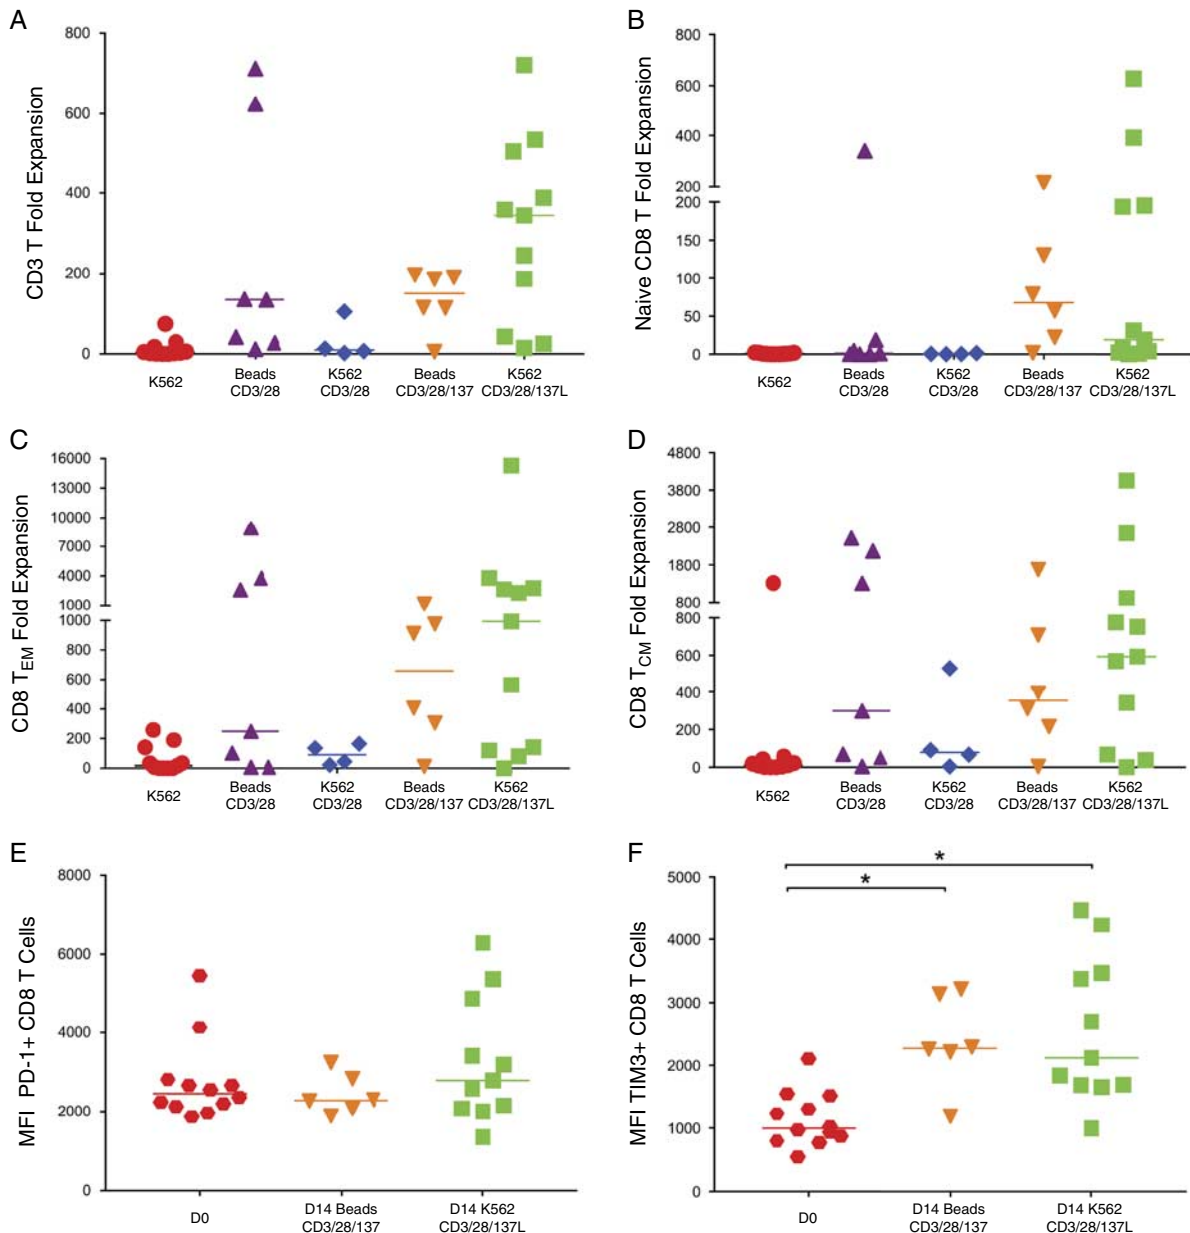 A
CD3 T Fold Expansion
800
600
400
200
0
K562
Beads
CD3/28
K562
CD3/28
Beads
CD3/28/137
K562
CD3/28/137L
B
Naive CD8 T Fold Expansion
800
600
400
200
200
150
100
50
0
K562
Beads
CD3/28
K562
CD3/28
Beads
CD3/28/137
K562
CD3/28/137L
C
CD8 TEM Fold Expansion
16000
13000
10000
7000
4000
1000
1000
800
600
400
200
0
K562
Beads
CD3/28
K562
CD3/28
Beads
CD3/28/137
K562
CD3/28/137L
D
CD8 TCM Fold Expansion
4800
3800
2800
1800
800
800
600
400
200
0
K562
Beads
CD3/28
K562
CD3/28
Beads
CD3/28/137
K562
CD3/28/137L
E
MFI PD-1+ CD8 T Cells
8000
6000
4000
2000
0
D0
D14 Beads
CD3/28/137
D14 K562
CD3/28/137L
F
MFI TIM3+ CD8 T Cells
*
*
5000
4000
3000
2000
1000
0
D0
D14 Beads
CD3/28/137
D14 K562
CD3/28/137L